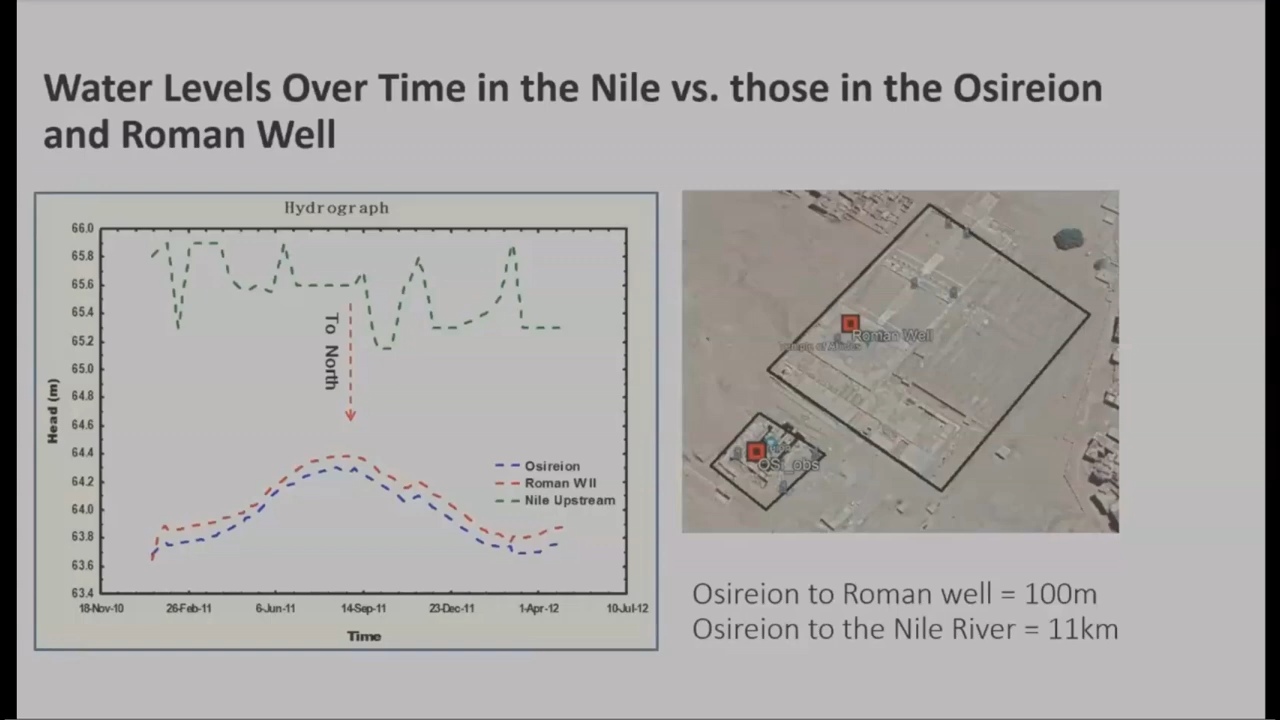 Water Levels Over Time in the Nile vs. those in the Osireion
and Roman Well
Hydrograph
66.0
65.8
65.6
65.4
65.2
65.0
64.8
64.6
64.4
64.2
64.0
63.8
63.6
63.4
Head (m)
To North
Osireion
Roman Wll
Nile Upstream
18-Nov-10 26-Feb-11 6-Jun-11 14-Sep-11 23-Dec-11 1-Apr-12 10-Jul-12
Time
Roman Well
OSI_obs
Osireion to Roman well = 100m
Osireion to the Nile River = 11km